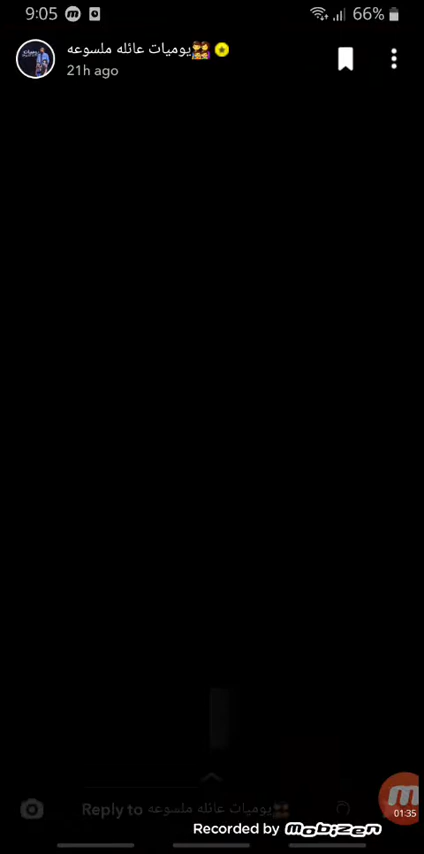 9:05 66%
يوميات عائله ملسوعه
21h ago
Reply to يوميات عائله ملسوعه
01:35
Recorded by mobizen